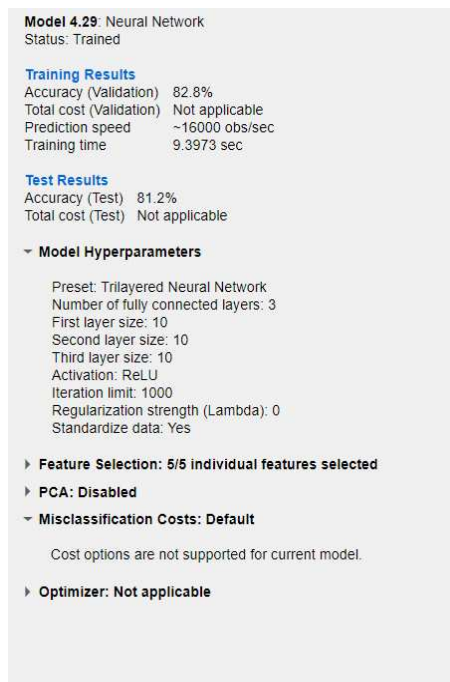 Model 4.29: Neural Network
Status: Trained
Training Results
Accuracy (Validation) 82.8%
Total cost (Validation) Not applicable
Prediction speed ~16000 obs/sec
Training time 9.3973 sec
Test Results
Accuracy (Test) 81.2%
Total cost (Test) Not applicable
Model Hyperparameters
Preset: Trilayered Neural Network
Number of fully connected layers: 3
First layer size: 10
Second layer size: 10
Third layer size: 10
Activation: ReLU
Iteration limit: 1000
Regularization strength (Lambda): 0
Standardize data: Yes
Feature Selection: 5/5 individual features selected
PCA: Disabled
Misclassification Costs: Default
Cost options are not supported for current model.
Optimizer: Not applicable